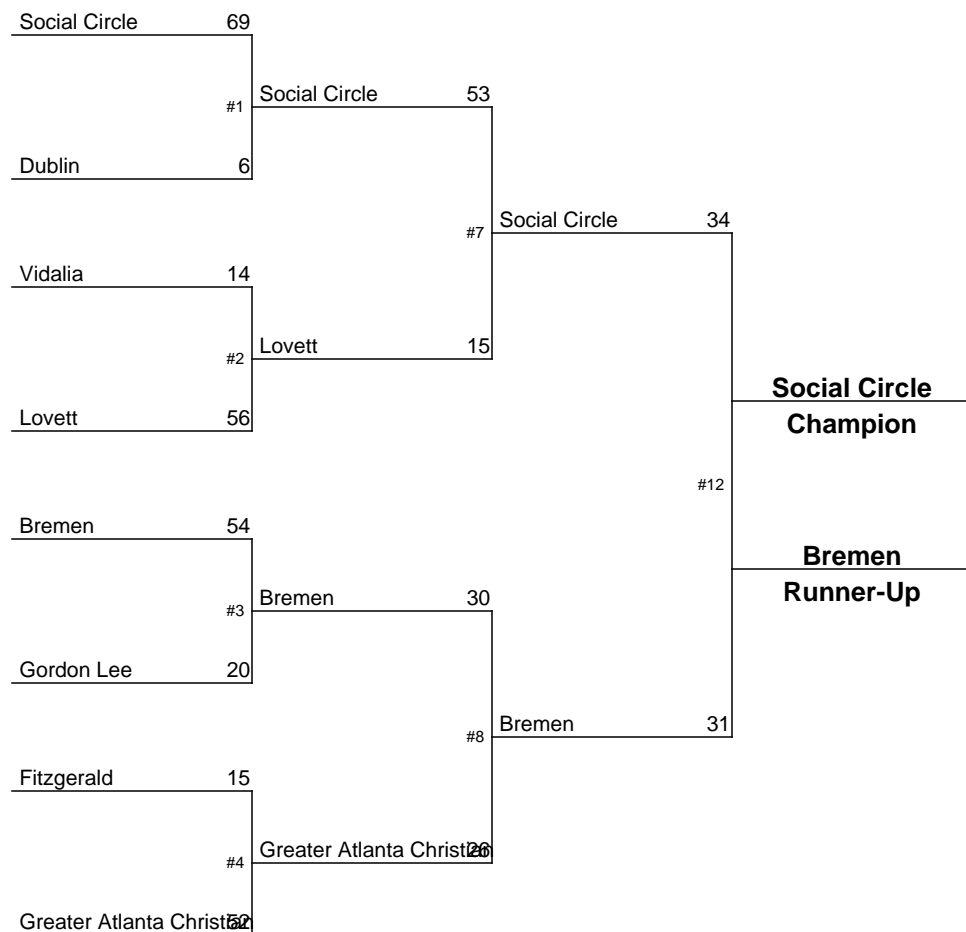 Social Circle 69
#1 Social Circle 53
Dublin 6
#7 Social Circle 34
Vidalia 14
#2 Lovett 15
Lovett 56
Social Circle
Champion
#12
Bremen 54
Bremen
Runner-Up
#3 Bremen 30
Gordon Lee 20
#8 Bremen 31
Fitzgerald 15
#4 Greater Atlanta Christian 26
Greater Atlanta Christian 52